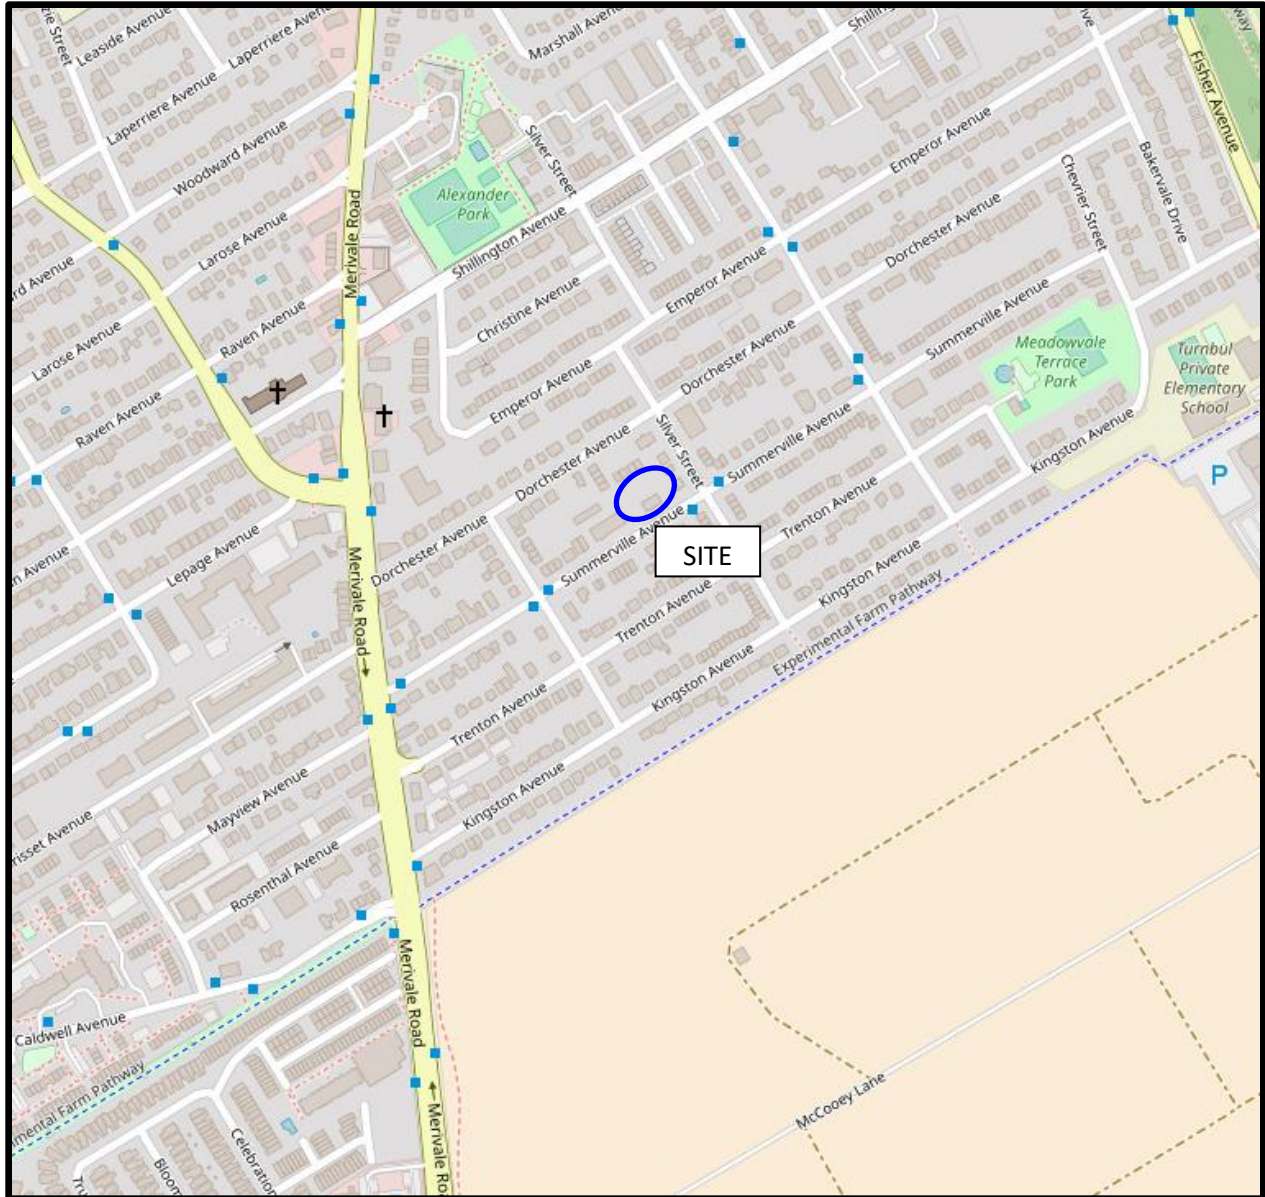 Leaside Avenue
Laperriere
Marshall
Laperriere Avenue
Woodward Avenue
Silver Street
Fisher Avenue
Emperor Avenue
Bakervale Drive
Chevrier Street
Alexander
Park
Merivale Road
Larose Avenue
Shillington Avenue
Dorchester Avenue
Emperor Avenue
Christine Avenue
Raven Avenue
Larose Avenue
Summerville Avenue
Meadowvale
Terrace
Park
Turnbul
Private
Elementary
School
Dorchester Avenue
Emperor Avenue
Raven Avenue
Silver Street
Kingston Avenue
Dorchester Avenue
Summerville Avenue
P
Trenton Avenue
SITE
Summerville Avenue
Dorchester Avenue
Lepage Avenue
Kingston Avenue
Trenton Avenue
Experimental Farm Pathway
Merivale Road
Kingston Avenue
Trenton Avenue
Mayview Avenue
Kingston Avenue
Rosenthal Avenue
Merivale Road
Caldwell Avenue
McCooey Lane
Celebration
Merivale